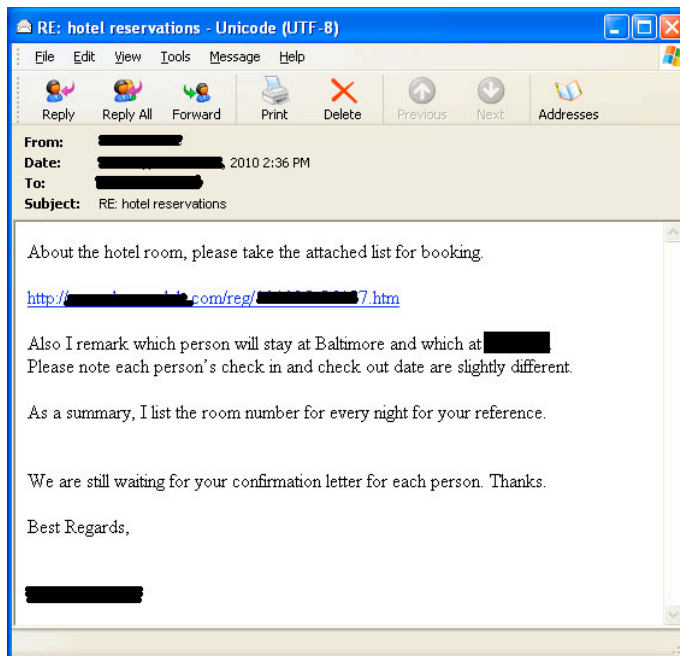 RE: hotel reservations - Unicode (UTF-8)
File Edit View Tools Message Help
Reply Reply All Forward Print Delete Previous Next Addresses
From:
Date: , 2010 2:36 PM
To:
Subject: RE: hotel reservations
About the hotel room, please take the attached list for booking.
http:// .com/reg/ 7.htm
Also I remark which person will stay at Baltimore and which at
Please note each person's check in and check out date are slightly different.
As a summary, I list the room number for every night for your reference.
We are still waiting for your confirmation letter for each person. Thanks.
Best Regards,